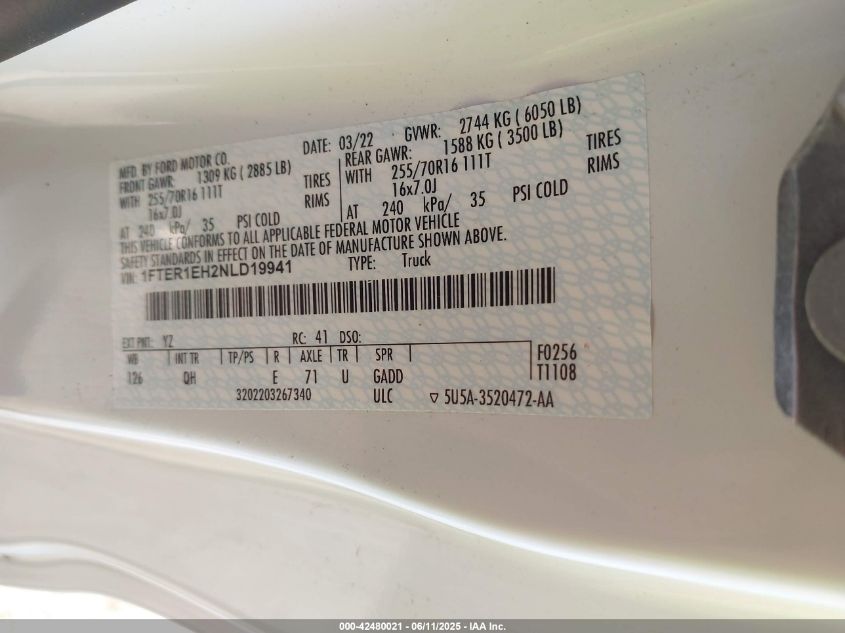 MFD. BY FORD MOTOR CO. DATE: 03/22 GVWR: 2744 KG ( 6050 LB)
FRONT GAWR: 1309 KG ( 2885 LB) REAR GAWR: 1588 KG ( 3500 LB)
WITH 255/70R16 111T TIRES WITH 255/70R16 111T TIRES
16x7.0J RIMS 16x7.0J RIMS
AT 240 kPa/ 35 PSI COLD AT 240 kPa/ 35 PSI COLD
THIS VEHICLE CONFORMS TO ALL APPLICABLE FEDERAL MOTOR VEHICLE
SAFETY STANDARDS IN EFFECT ON THE DATE OF MANUFACTURE SHOWN ABOVE.
VIN: 1FTER1EH2NLD19941 TYPE: Truck
EXT PNT: YZ RC: 41 DSO:
WB INT TR TP/PS R AXLE TR SPR F0256
126 QH E 71 U GADD T1108
3202203267340 ULC ▽ 5U5A-3520472-AA
000-42480021 - 06/11/2025 - IAA Inc.